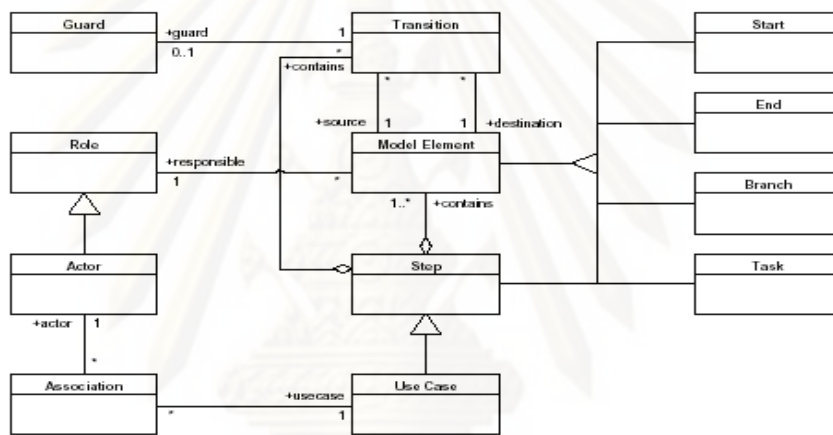 Guard
Transition
Start
+guard
1
0..1
*
+contains
*
*
End
+source
1
1
+destination
Role
Model Element
+responsible
1
*
Branch
1..*
+contains
Actor
Step
Task
+actor
1
*
Association
Use Case
+usecase
*
1